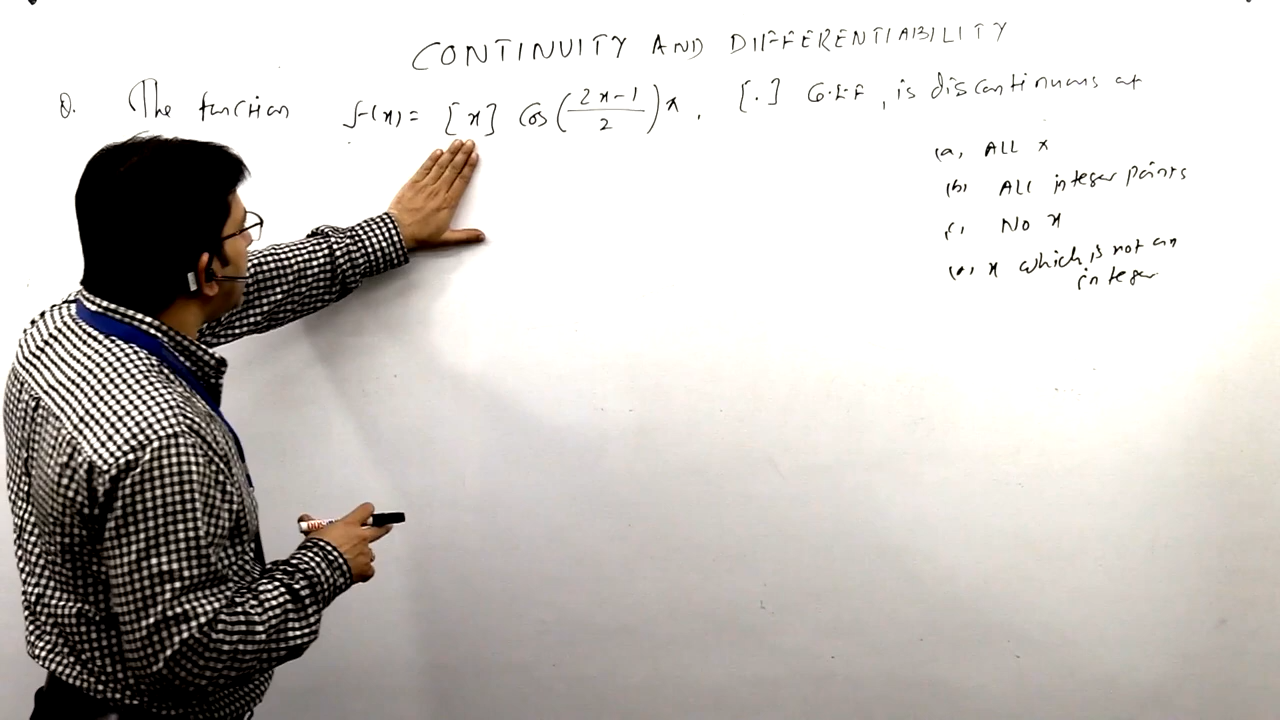 CONTINUITY AND DIFFERENTIABILITY
Q. The function f(x) = [x] cos(2x-1/2)π, [.] G.I.F, is discontinuous at
(a) ALL x
(b) ALL integer points
(c) No x
(d) x which is not an
integer